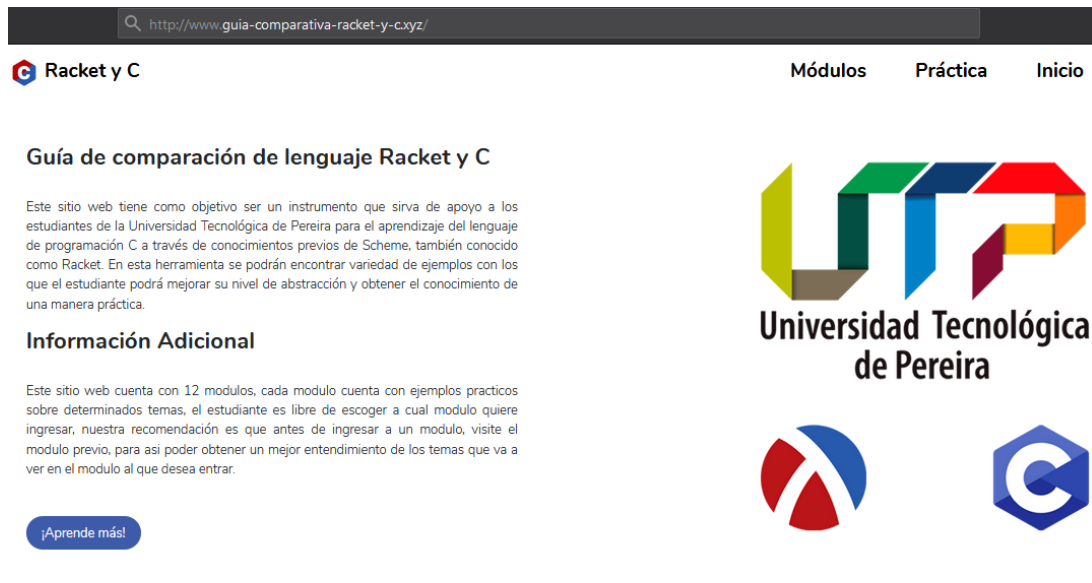 http://www.guia-comparativa-racket-y-c.xyz/
Racket y C
Módulos Práctica Inicio
Guía de comparación de lenguaje Racket y C
Este sitio web tiene como objetivo ser un instrumento que sirva de apoyo a los
estudiantes de la Universidad Tecnológica de Pereira para el aprendizaje del lenguaje
de programación C a través de conocimientos previos de Scheme, también conocido
como Racket. En esta herramienta se podrán encontrar variedad de ejemplos con los
que el estudiante podrá mejorar su nivel de abstracción y obtener el conocimiento de
una manera práctica.
Información Adicional
Este sitio web cuenta con 12 modulos, cada modulo cuenta con ejemplos practicos
sobre determinados temas, el estudiante es libre de escoger a cual modulo quiere
ingresar, nuestra recomendación es que antes de ingresar a un modulo, visite el
modulo previo, para asi poder obtener un mejor entendimiento de los temas que va a
ver en el modulo al que desea entrar.
¡Aprende más!
UTP
Universidad Tecnológica
de Pereira
C